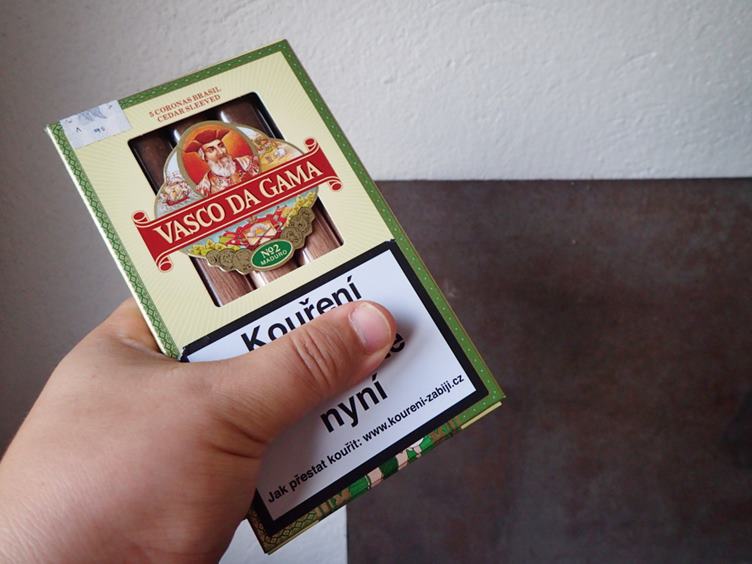 5 CORONAS BRASIL
CEDAR SLEEVED
VASCO DA GAMA
No2
MADURO
Kouření
nyní
Jak přestat kouřit: www.koureni-zabiji.cz